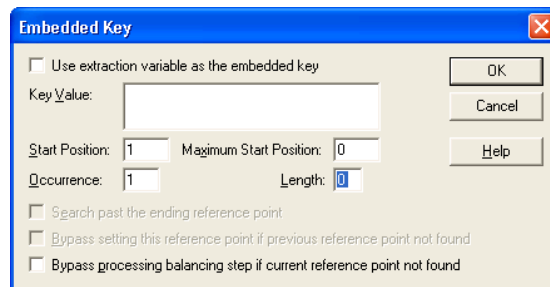 Embedded Key
Use extraction variable as the embedded key
OK
Key Value:
Cancel
Start Position: 1 Maximum Start Position: 0
Help
Occurrence: 1 Length: 0
Search past the ending reference point
Bypass setting this reference point if previous reference point not found
Bypass processing balancing step if current reference point not found